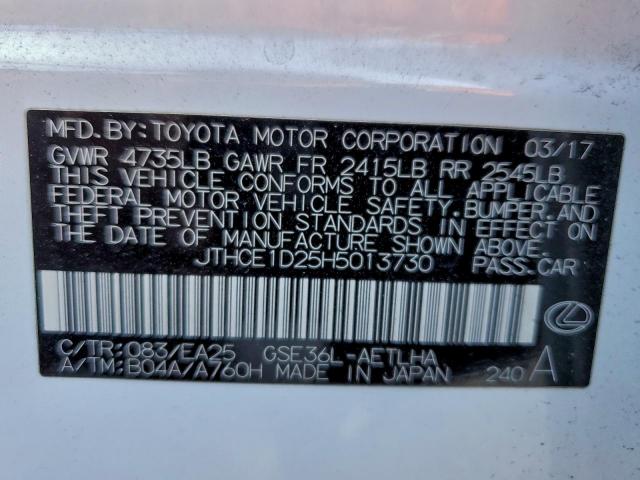 MFD.BY:TOYOTA MOTOR CORPORATION 03/17
GVWR 4735LB GAWR FR 2415LB RR 2545LB
THIS VEHICLE CONFORMS TO ALL APPLICABLE
FEDERAL MOTOR VEHICLE SAFETY,BUMPER,AND
THEFT PREVENTION STANDARDS IN EFFECT ON
THE DATE OF MANUFACTURE SHOWN ABOVE.
JTHCE1D25H5013730 PASS.CAR
C/TR:083/EA25 GSE36L-AETLHA
A/TM:B04A/A760H MADE IN JAPAN 240 A